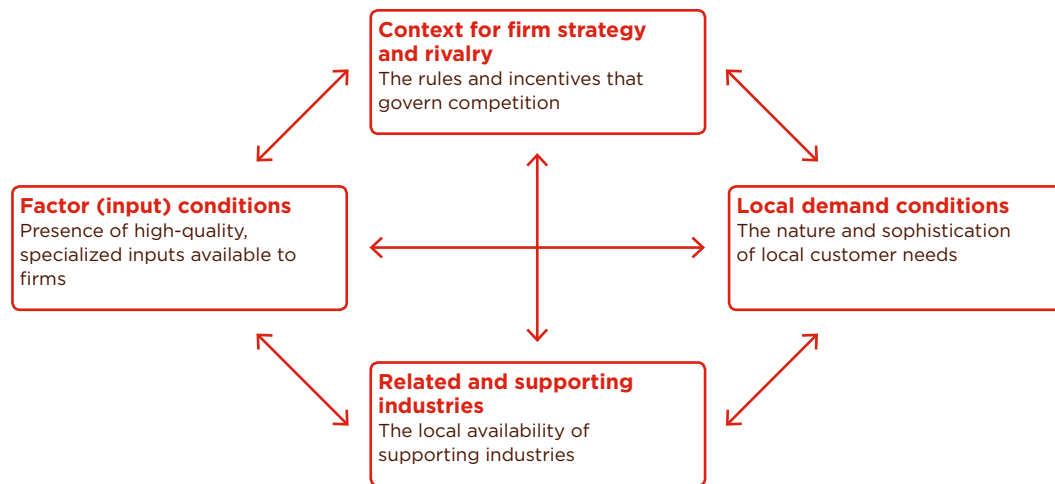 Context for firm strategy
and rivalry
The rules and incentives that
govern competition
Factor (input) conditions
Presence of high-quality,
specialized inputs available to
firms
Local demand conditions
The nature and sophistication
of local customer needs
Related and supporting
industries
The local availability of
supporting industries